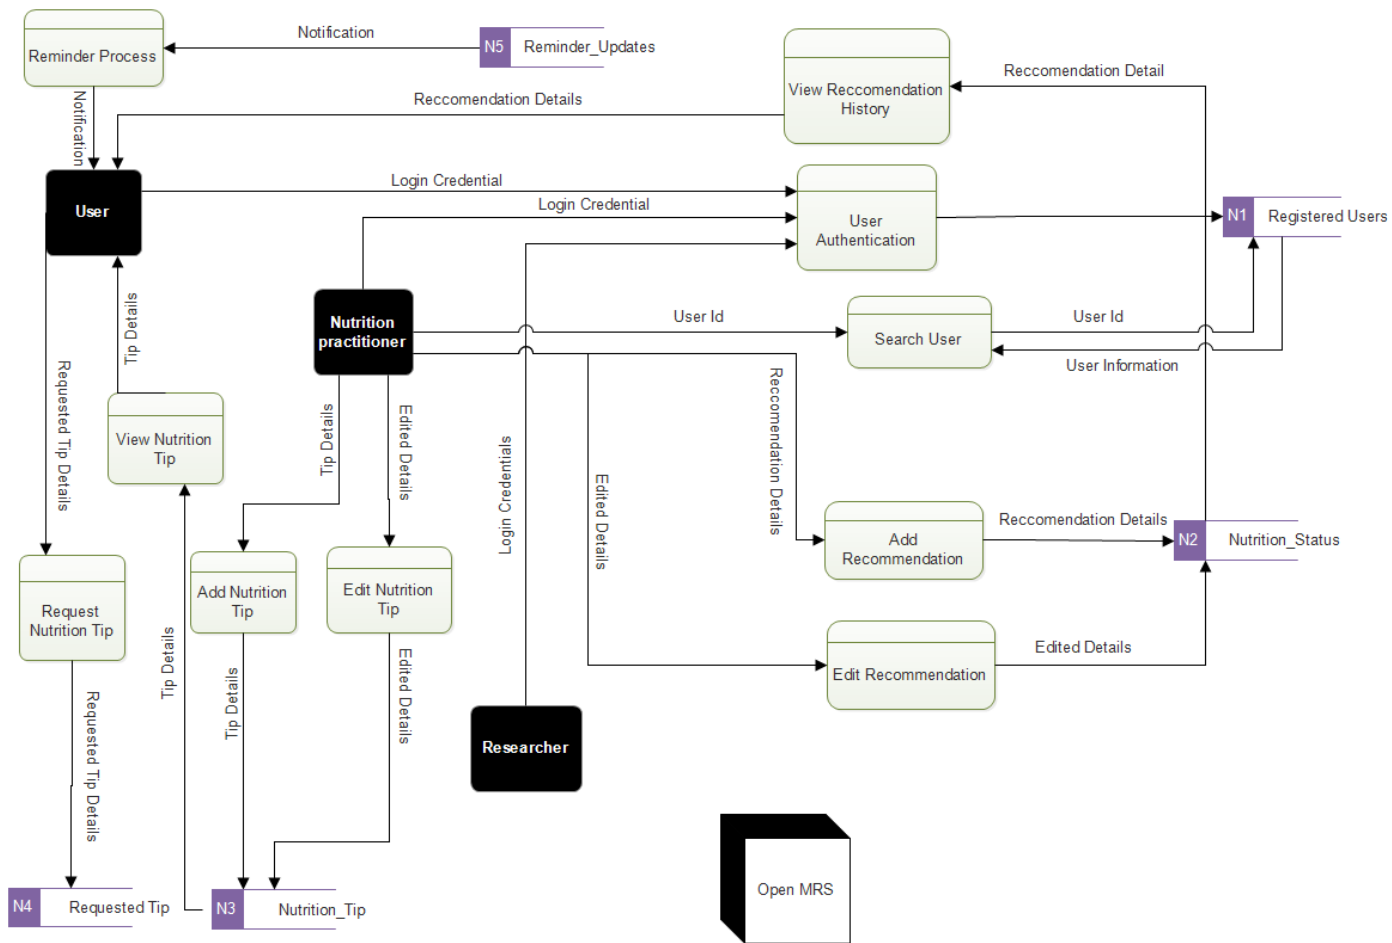 Notification
N5
Reminder_Updates
Reminder Process
Reccomendation Detail
View Reccomendation
History
Reccomendation Details
Notification
User
Login Credential
Login Credential
User
Authentication
N1
Registered Users
Nutrition
practitioner
User Id
Search User
User Id
User Information
Tip Details
Requested Tip Details
View Nutrition
Tip
Tip Details
Edited Details
Login Credentials
Edited Details
Reccomendation Details
Add
Recommendation
Reccomendation Details
N2
Nutrition_Status
Request
Nutrition Tip
Add Nutrition
Tip
Edit Nutrition
Tip
Edit Recommendation
Edited Details
Tip Details
Tip Details
Edited Details
Requested Tip Details
Researcher
N4
Requested Tip
N3
Nutrition_Tip
Open MRS